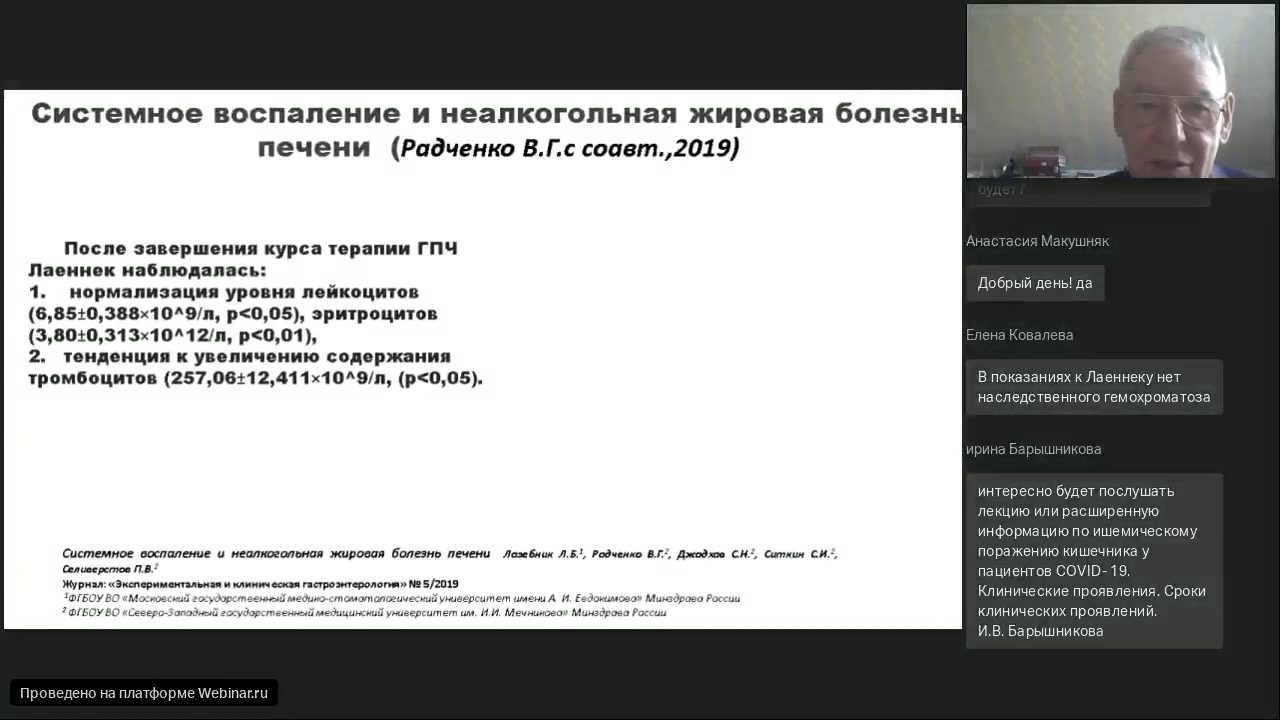 Системное воспаление и неалкогольная жировая болезнь
печени (Радченко В.Г.с соавт.,2019)
После завершения курса терапии ГПЧ
Лаеннек наблюдалась:
1. нормализация уровня лейкоцитов
(6,85±0,388×10^9/л, p<0,05), эритроцитов
(3,80±0,313×10^12/л, p<0,01),
2. тенденция к увеличению содержания
тромбоцитов (257,06±12,411×10^9/л, (p<0,05).
Системное воспаление и неалкогольная жировая болезнь печени Лазебник Л.Б.¹, Радченко В.Г.², Джадхав С.Н.², Ситкин С.И.²,
Селиверстов П.В.²
Журнал: «Экспериментальная и клиническая гастроэнтерология» № 5/2019
¹ФГБОУ ВО «Московский государственный медико-стоматологический университет имени А. И. Евдокимова» Минздрава России
² ФГБОУ ВО «Северо-Западный государственный медицинский университет им. И.И. Мечникова» Минздрава России
будет?
Анастасия Макушняк
Добрый день! да
Елена Ковалева
В показаниях к Лаеннеку нет
наследственного гемохроматоза
ирина Барышникова
интересно будет послушать
лекцию или расширенную
информацию по ишемическому
поражению кишечника у
пациентов COVID-19.
Клинические проявления. Сроки
клинических проявлений.
И.В. Барышникова
Проведено на платформе Webinar.ru